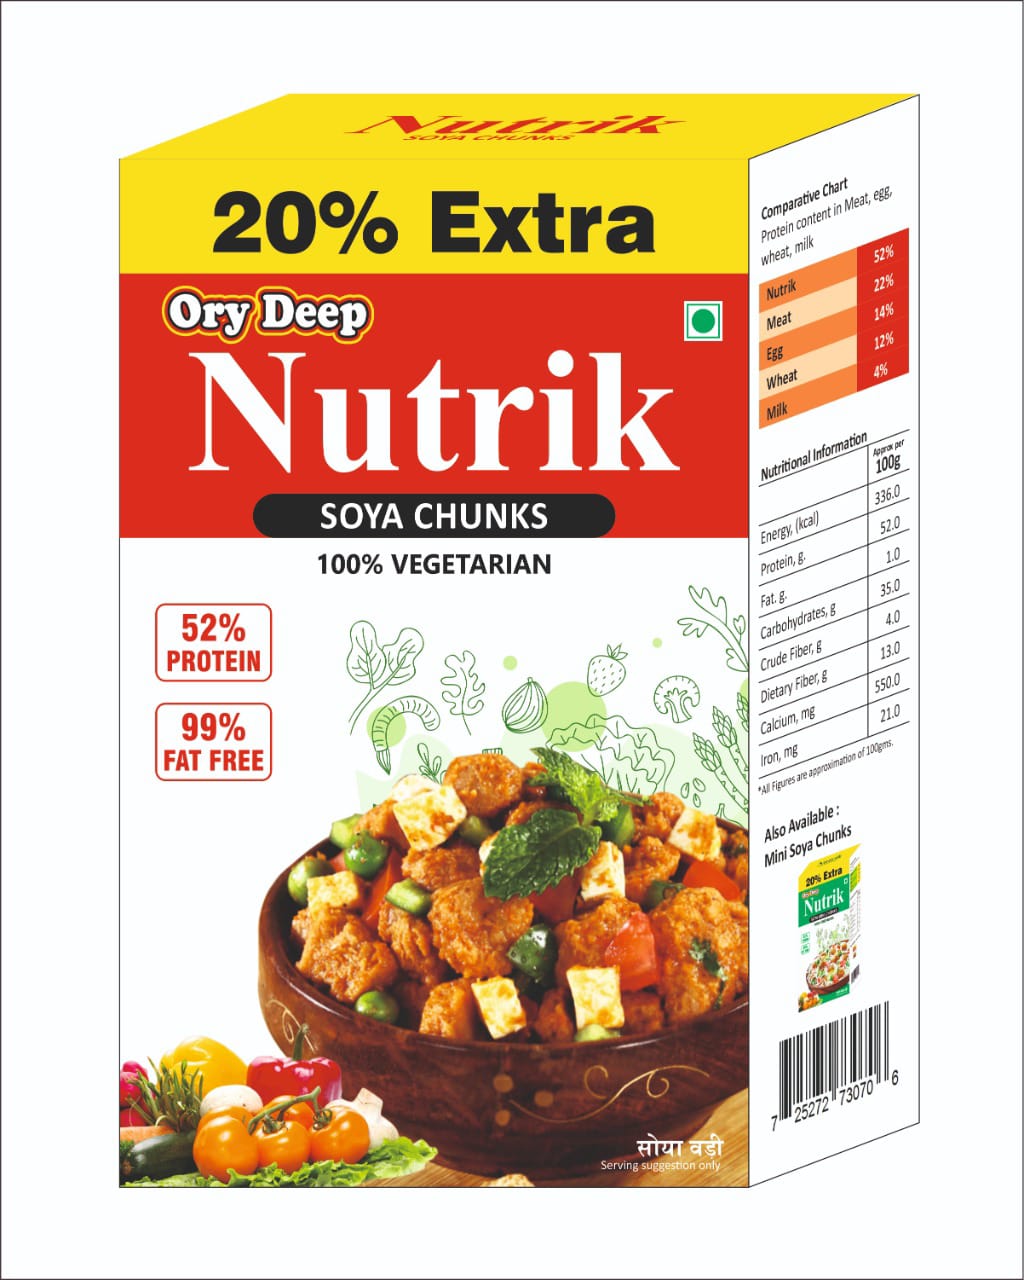 Nutrik
SOYA CHUNKS
20% Extra
Ory Deep
Nutrik
SOYA CHUNKS
100% VEGETARIAN
52%
PROTEIN
99%
FAT FREE
सोया वडी
Serving suggestion only
Comparative Chart
Protein content in Meat, egg,
wheat, milk
Nutrik 52%
Meat 22%
Egg 14%
Wheat 12%
Milk 4%
Nutritional Information Approx per
100g
Energy, (kcal) 336.0
Protein, g. 52.0
Fat. g. 1.0
Carbohydrates, g 35.0
Crude Fiber, g 4.0
Dietary Fiber, g 13.0
Calcium, mg 550.0
Iron, mg 21.0
*All Figures are approximation of 100gms.
Also Available :
Mini Soya Chunks
20% Extra
Ory Deep
Nutrik
7 25272 73070 6